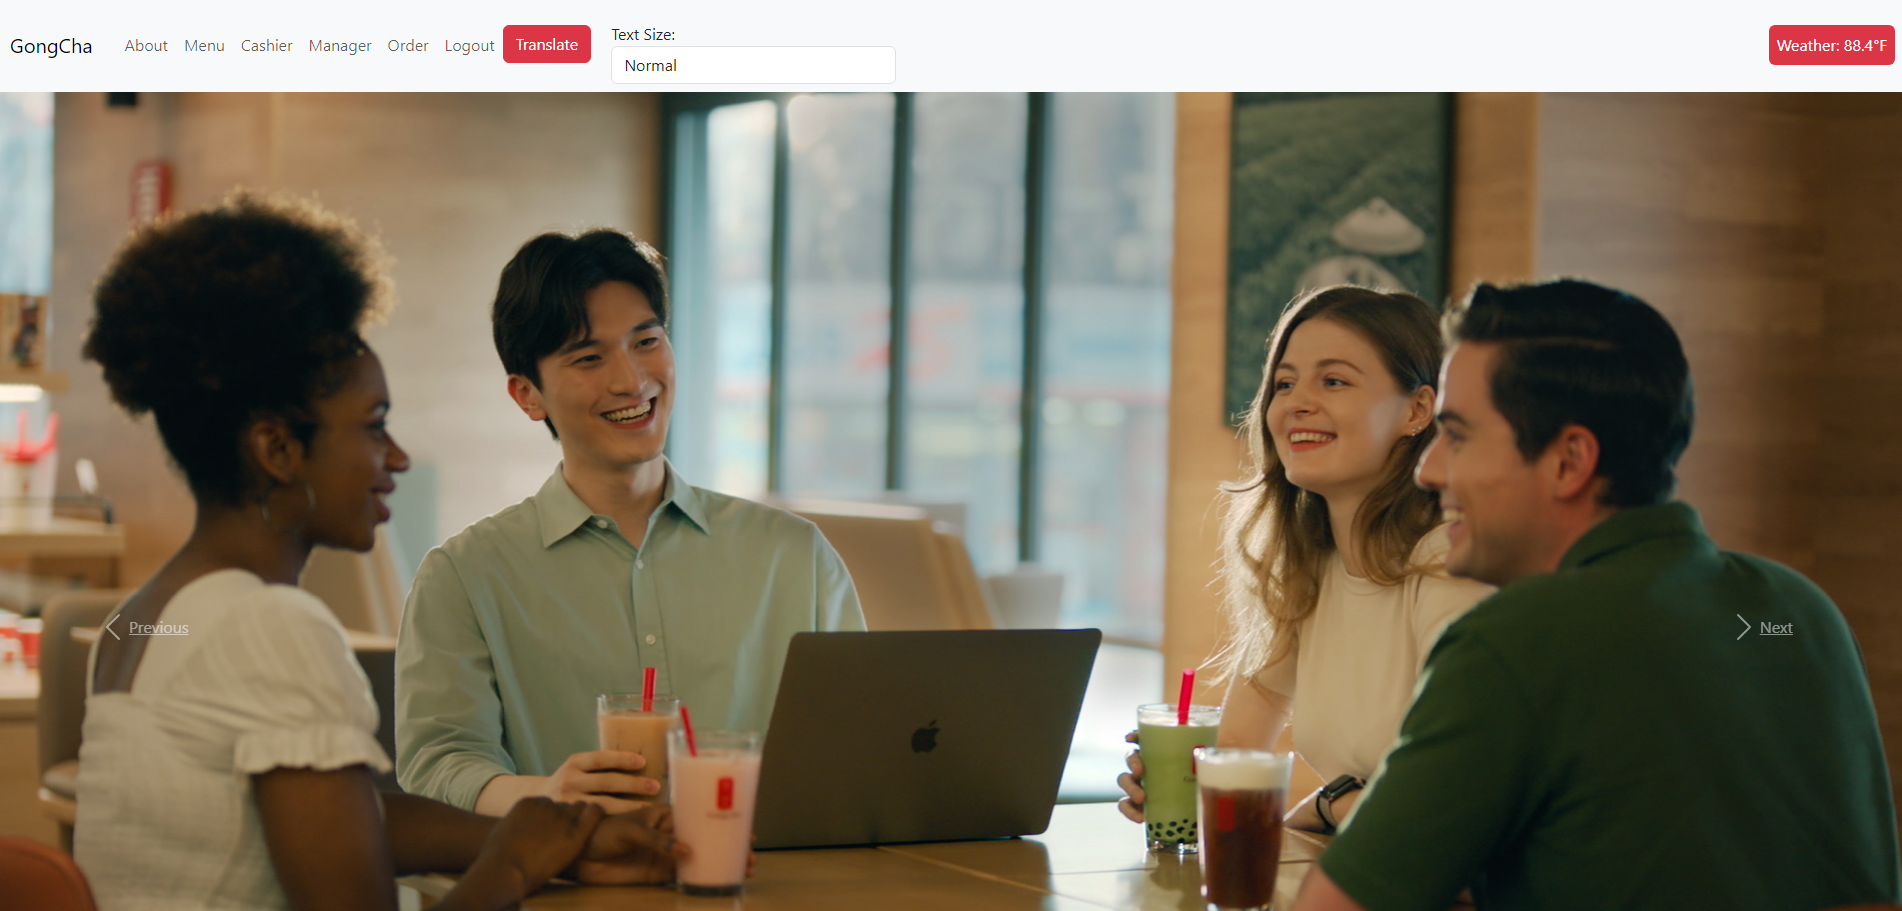 GongCha
About
Menu
Cashier
Manager
Order
Logout
Translate
Text Size:
Normal
Weather: 88.4°F
Previous
Next